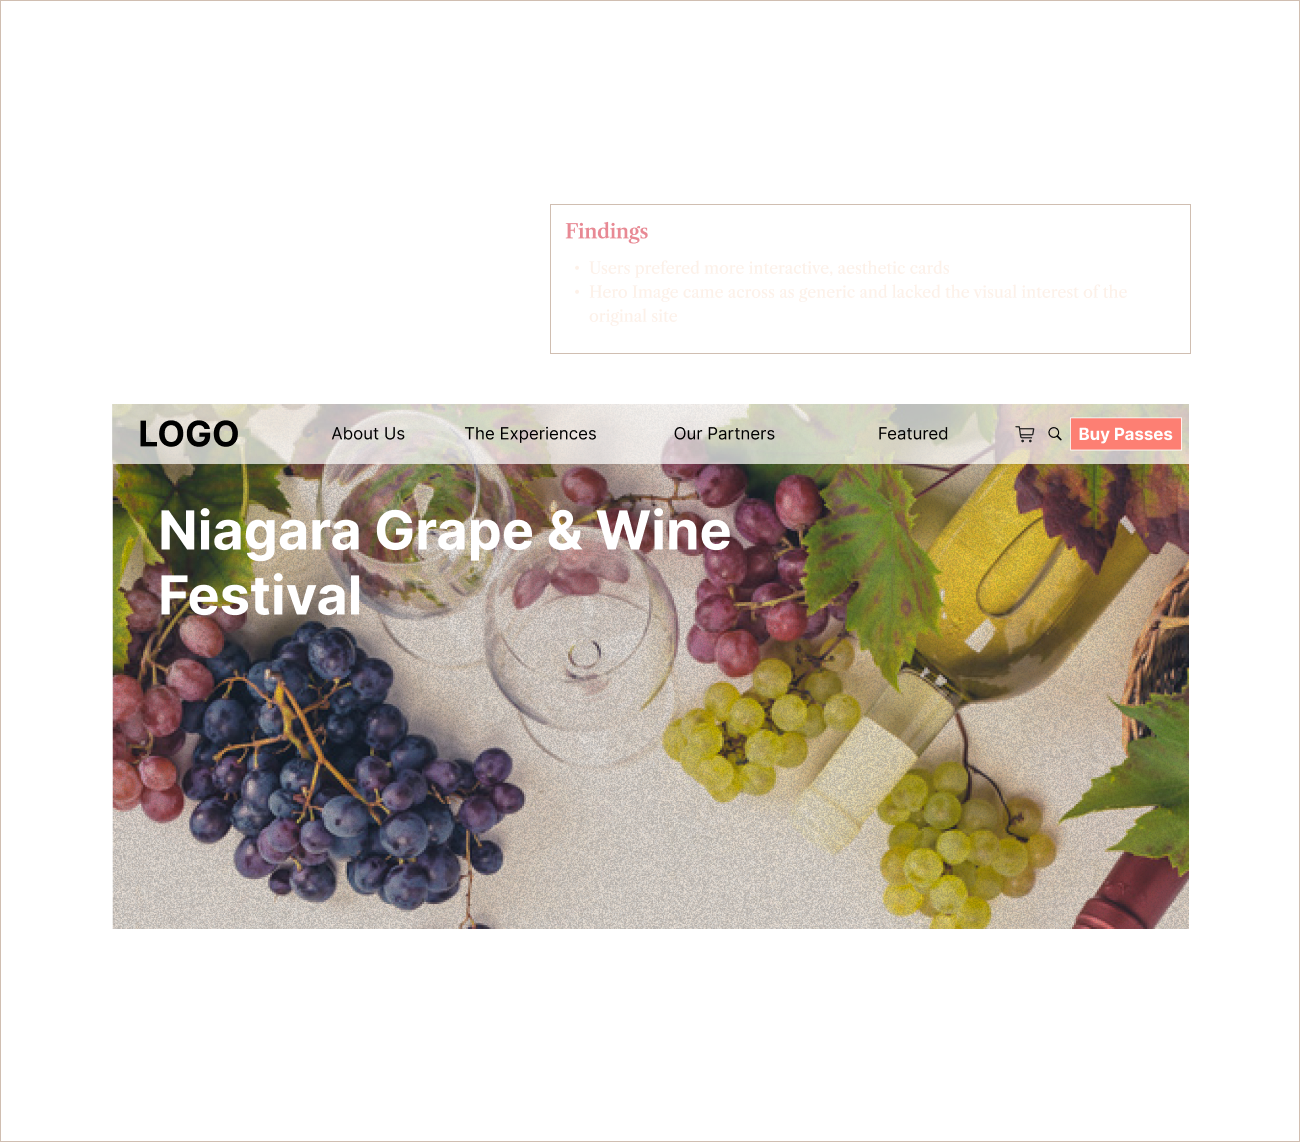 Findings
• Users prefered more interactive, aesthetic cards
• Hero Image came across as generic and lacked the visual interest of the
original site
LOGO About Us The Experiences Our Partners Featured Buy Passes
Niagara Grape & Wine
Festival